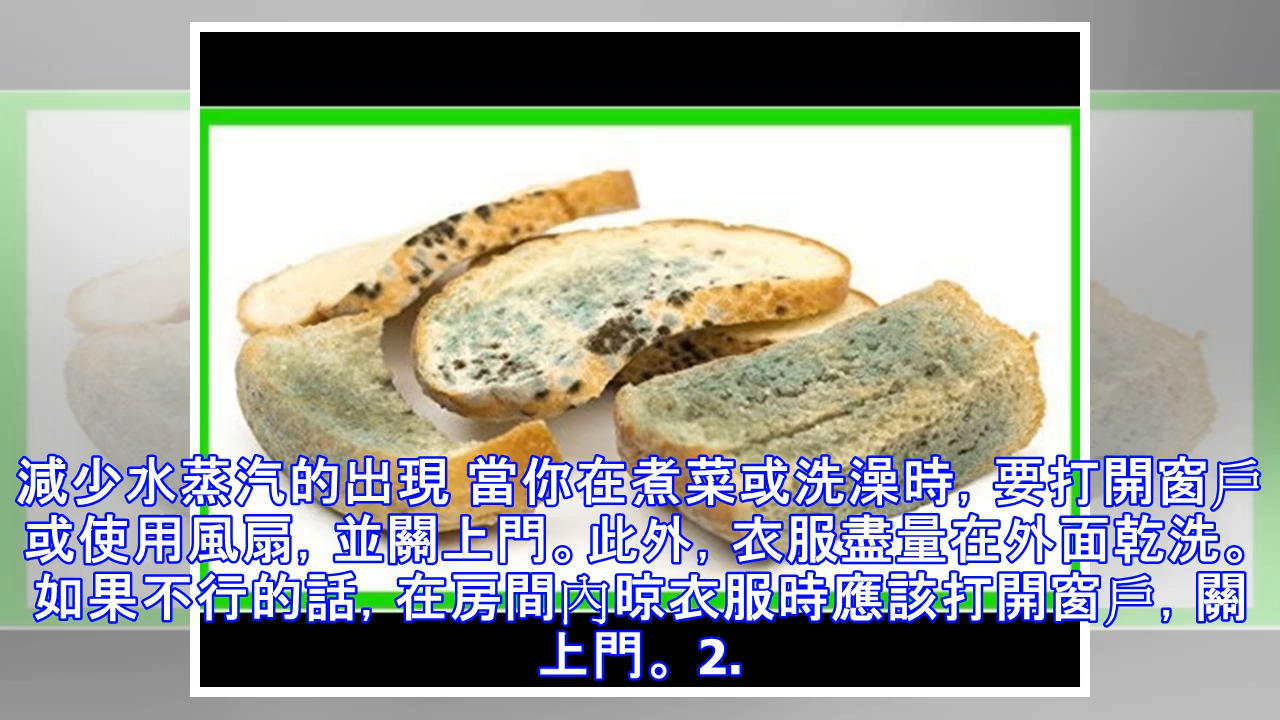 減少水蒸汽的出現 當你在煮菜或洗澡時, 要打開窗戶
或使用風扇, 並關上門。此外, 衣服盡量在外面乾洗。
如果不行的話, 在房間內晾衣服時應該打開窗戶, 關
上門。2.